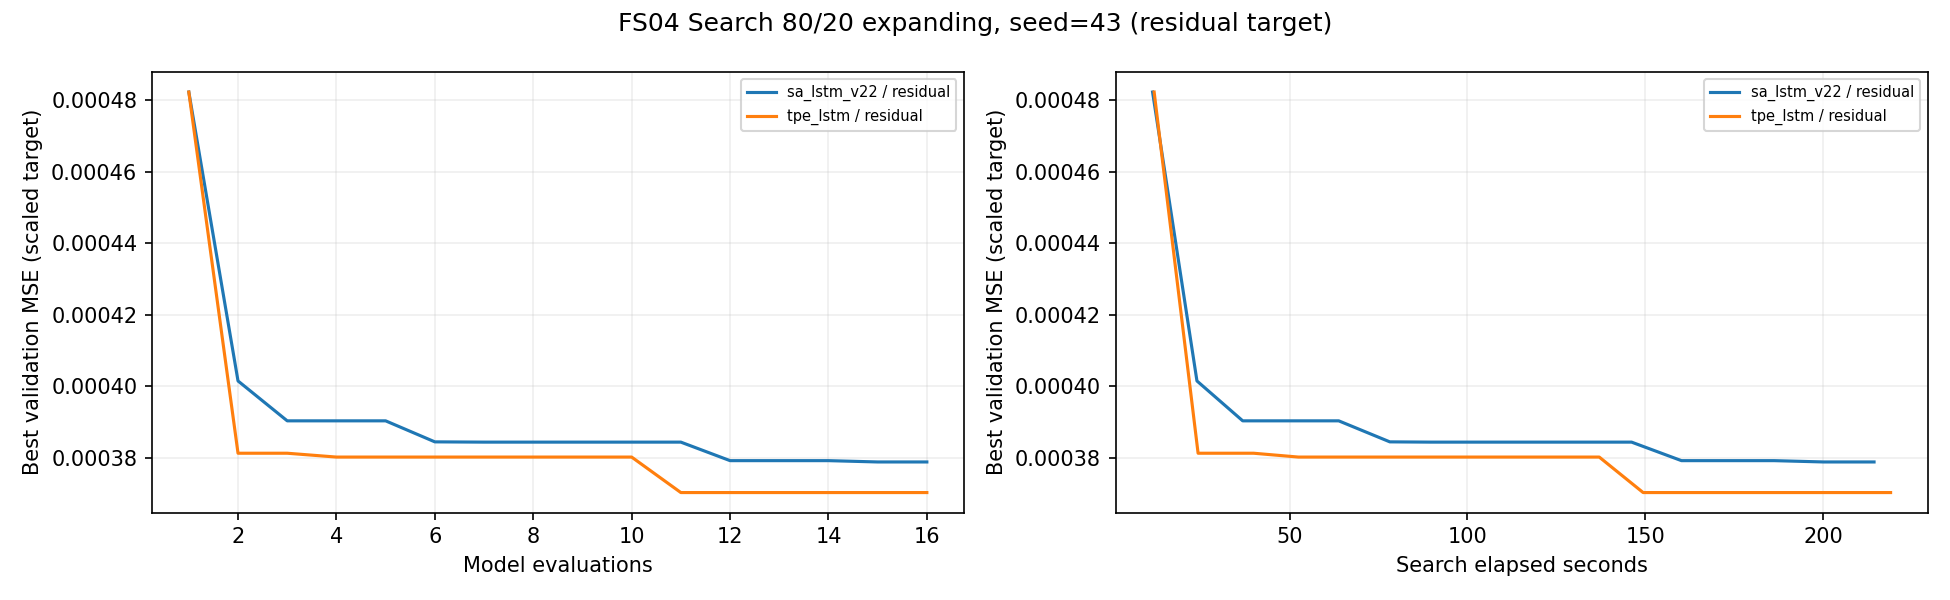 FS04 Search 80/20 expanding, seed=43 (residual target)
Best validation MSE (scaled target)
0.00048
0.00046
0.00044
0.00042
0.00040
0.00038
sa_lstm_v22 / residual
tpe_lstm / residual
2 4 6 8 10 12 14 16
Model evaluations
Best validation MSE (scaled target)
0.00048
0.00046
0.00044
0.00042
0.00040
0.00038
sa_lstm_v22 / residual
tpe_lstm / residual
50 100 150 200
Search elapsed seconds